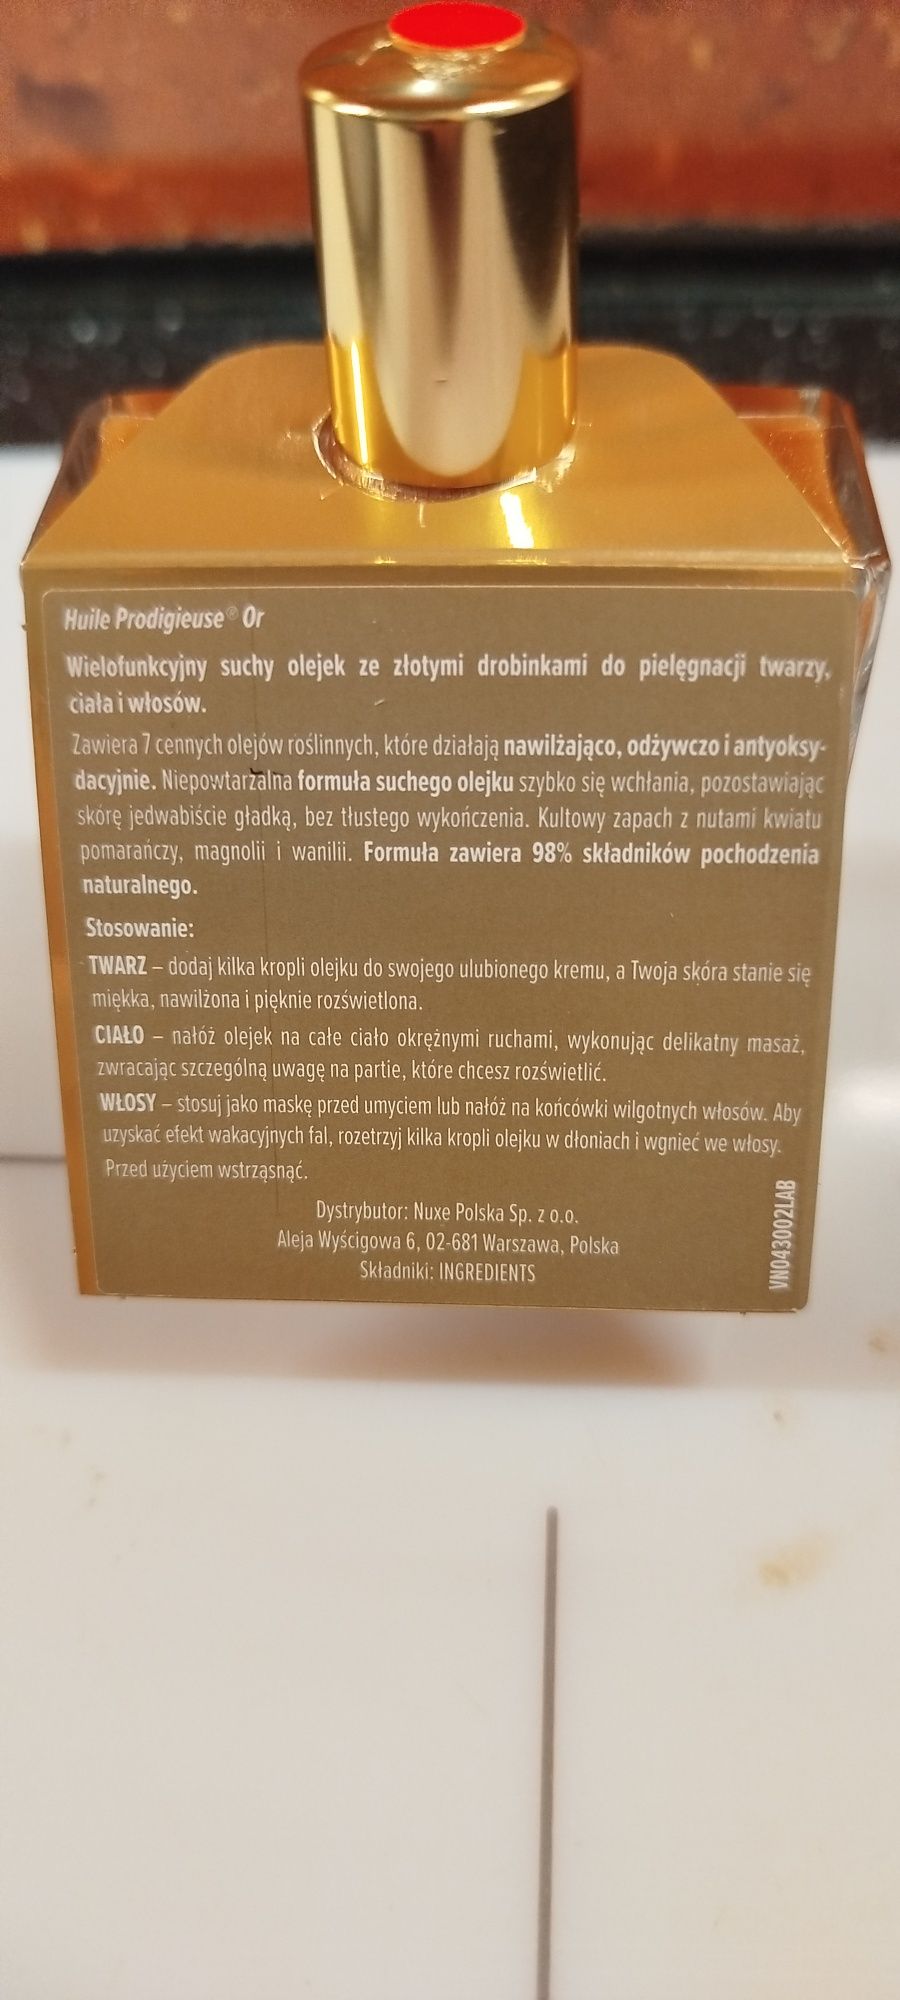 Huile Prodigieuse® Or
Wielofunkcyjny suchy olejek ze złotymi drobinkami do pielęgnacji twarzy,
ciała i włosów.
Zawiera 7 cennych olejów roślinnych, które działają nawilżająco, odżywczo i antyoksy-
dacyjnie. Niepowtarzalna formuła suchego olejku szybko się wchłania, pozostawiając
skórę jedwabiście gładką, bez tłustego wykończenia. Kultowy zapach z nutami kwiatu
pomarańczy, magnolii i wanilii. Formuła zawiera 98% składników pochodzenia
naturalnego.
Stosowanie:
TWARZ – dodaj kilka kropli olejku do swojego ulubionego kremu, a Twoja skóra stanie się
miękka, nawilżona i pięknie rozświetlona.
CIAŁO – nałóż olejek na całe ciało okrężnymi ruchami, wykonując delikatny masaż,
zwracając szczególną uwagę na partie, które chcesz rozświetlić.
WŁOSY – stosuj jako maskę przed umyciem lub nałóż na końcówki wilgotnych włosów. Aby
uzyskać efekt wakacyjnych fal, rozetrzyj kilka kropli olejku w dłoniach i wgnieć we włosy.
Przed użyciem wstrząsnąć.
Dystrybutor: Nuxe Polska Sp. z o.o.
Aleja Wyścigowa 6, 02-681 Warszawa, Polska
Składniki: INGREDIENTS
VN043002LAB